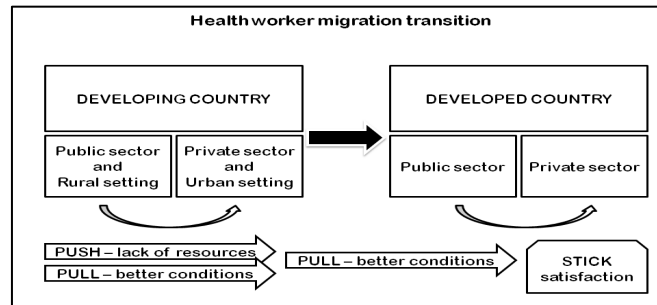 Health worker migration transition
DEVELOPING COUNTRY
DEVELOPED COUNTRY
Public sector
and
Rural setting
Private sector
and
Urban setting
Public sector
Private sector
PUSH – lack of resources
PULL – better conditions
PULL – better conditions
STICK
satisfaction